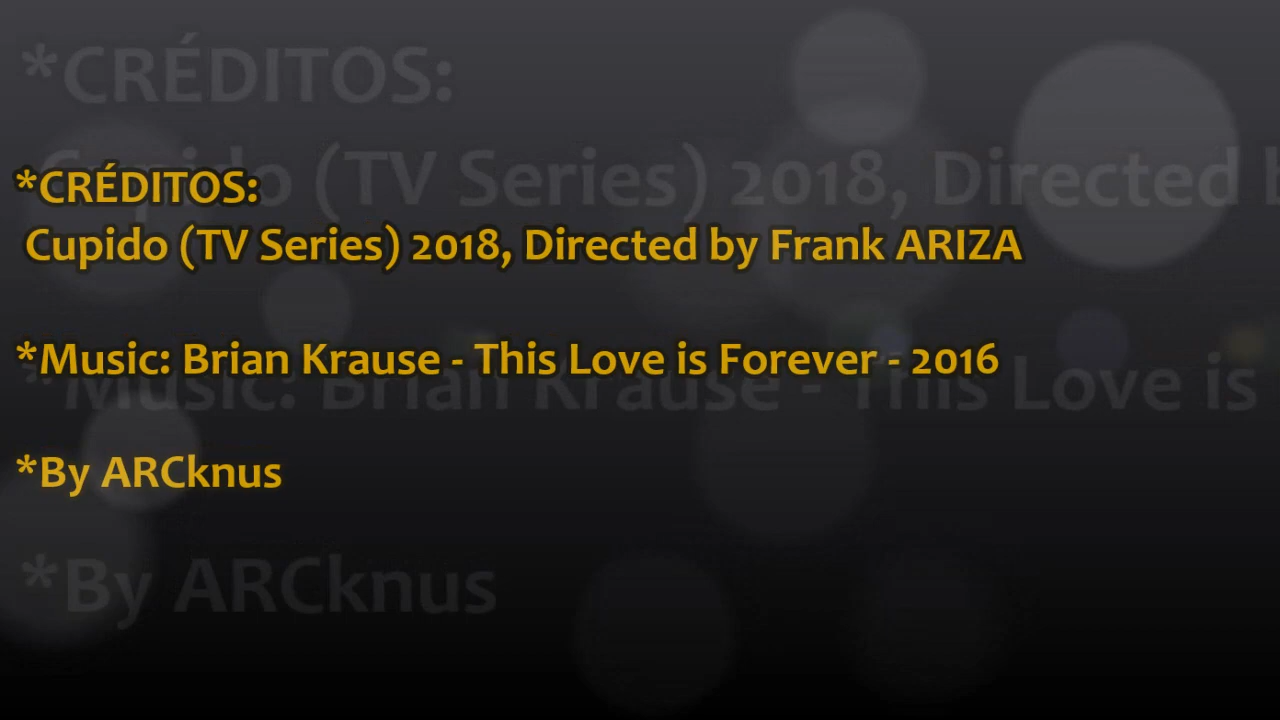 *CRÉDITOS:
Cupido (TV Series) 2018, Directed by Frank ARIZA
*Music: Brian Krause - This Love is Forever - 2016
*By ARCknus